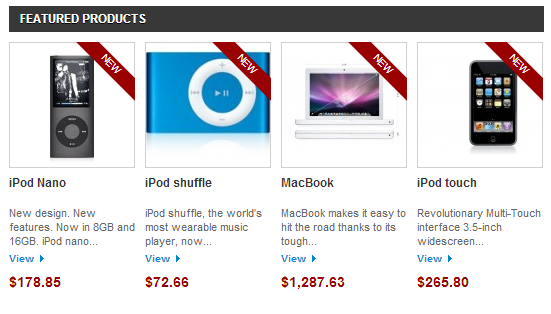 FEATURED PRODUCTS
NEW
NEW
NEW
NEW
iPod Nano
New design. New
features. Now in 8GB and
16GB. iPod nano...
View
$178.85
iPod shuffle
iPod shuffle, the world's
most wearable music
player, now...
View
$72.66
MacBook
MacBook makes it easy to
hit the road thanks to its
tough...
View
$1,287.63
iPod touch
Revolutionary Multi-Touch
interface 3.5-inch
widescreen...
View
$265.80